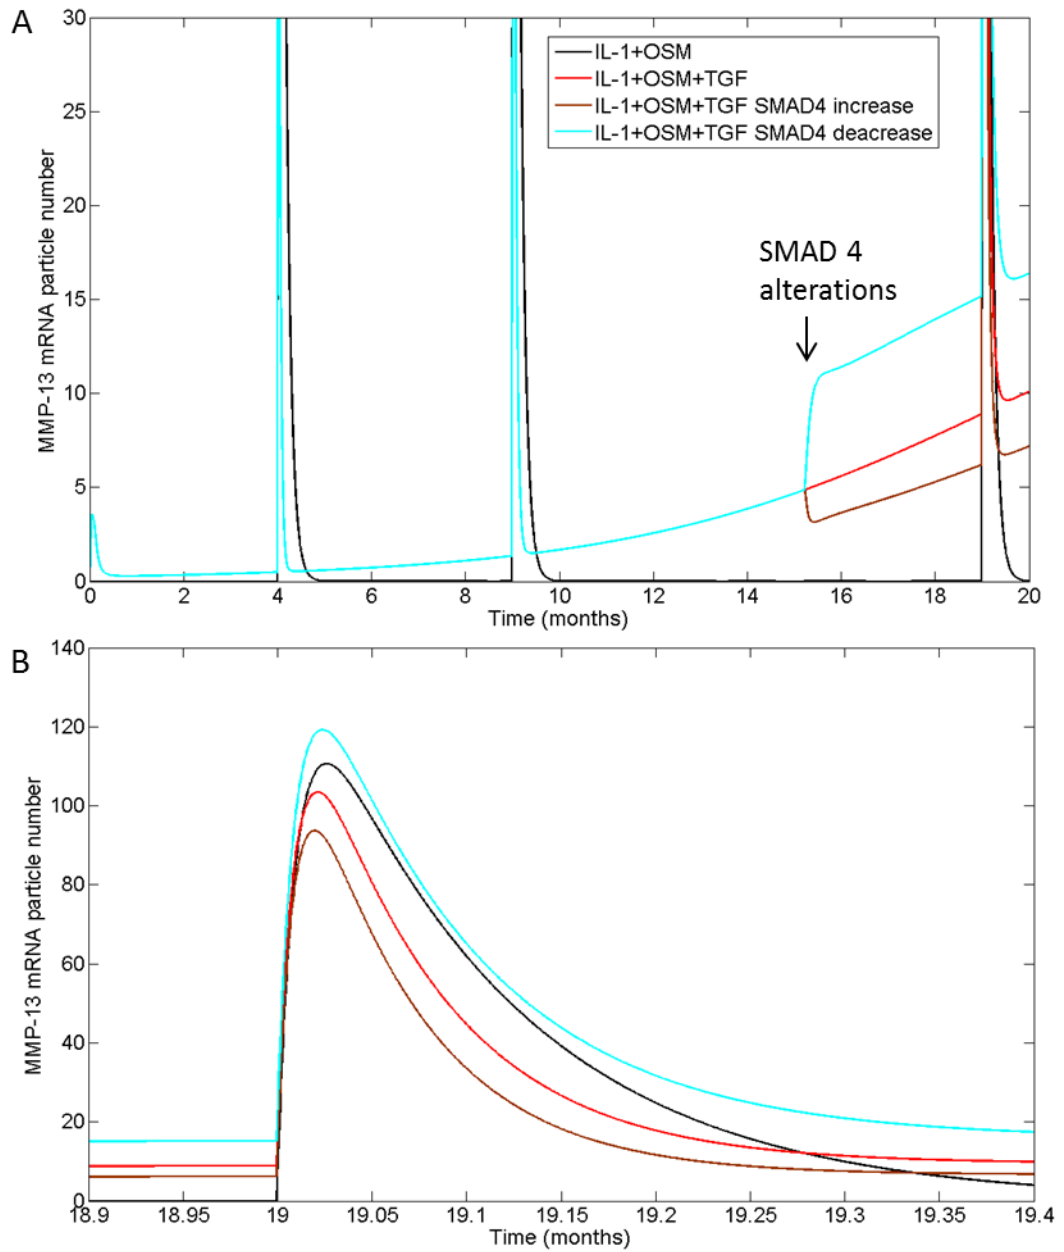 A
30
25
20
15
10
5
0
MMP-13 mRNA particle number
IL-1+OSM
IL-1+OSM+TGF
IL-1+OSM+TGF SMAD4 increase
IL-1+OSM+TGF SMAD4 deacrease
SMAD 4
alterations
0 2 4 6 8 10 12 14 16 18 20
Time (months)
B
140
120
100
80
60
40
20
0
MMP-13 mRNA particle number
18.9 18.95 19 19.05 19.1 19.15 19.2 19.25 19.3 19.35 19.4
Time (months)